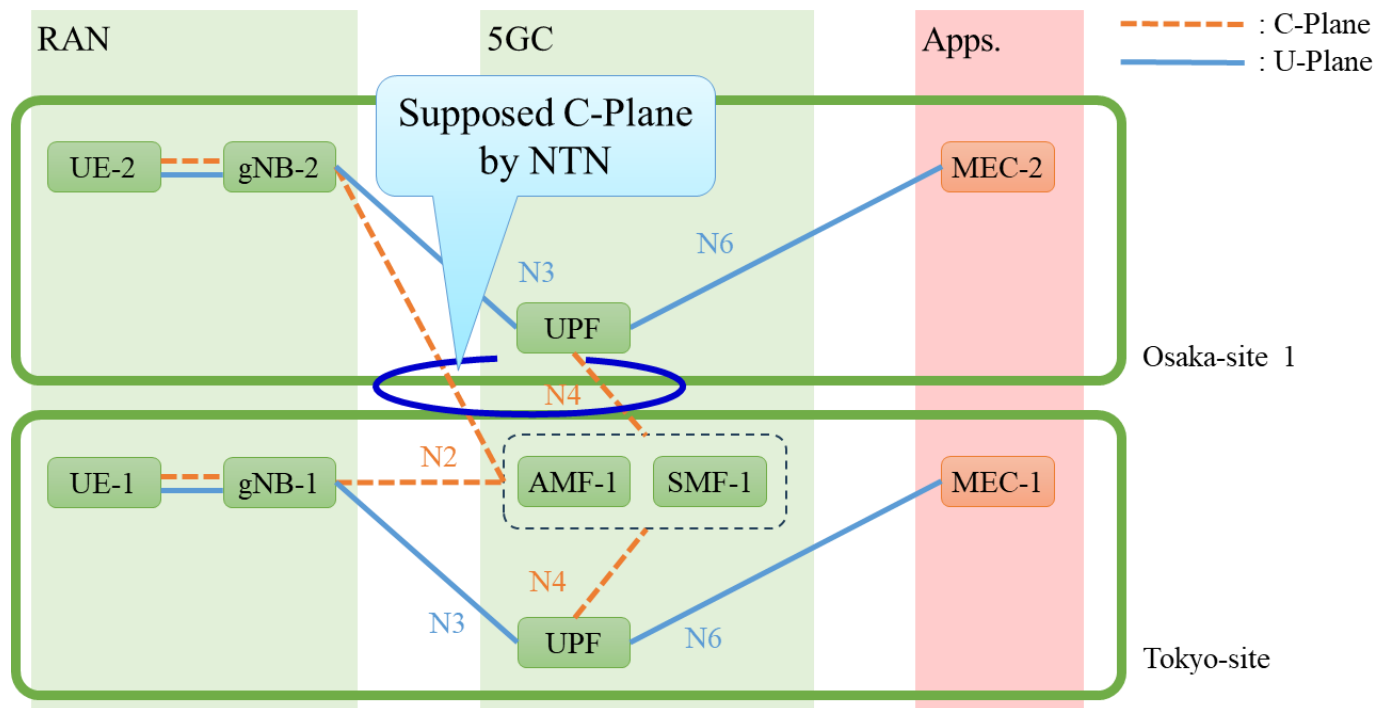 RAN
5GC
Apps.
: C-Plane
: U-Plane
Supposed C-Plane
by NTN
UE-2
gNB-2
MEC-2
N3
N6
UPF
Osaka-site 1
N4
N2
UE-1
gNB-1
AMF-1
SMF-1
MEC-1
N4
N3
UPF
N6
Tokyo-site